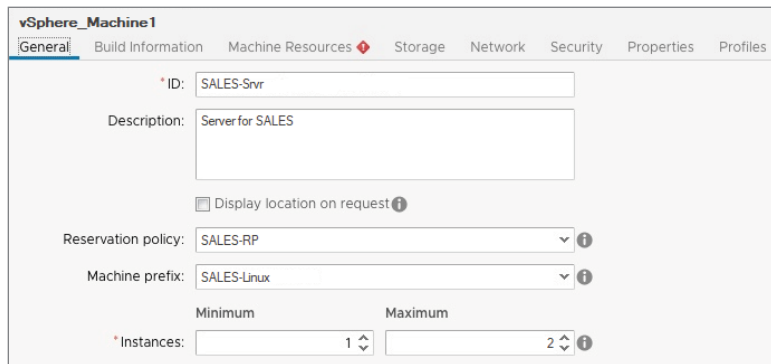 vSphere_Machine1
General Build Information Machine Resources Storage Network Security Properties Profiles
* ID: SALES-Srvr
Description: Server for SALES
Display location on request
Reservation policy: SALES-RP
Machine prefix: SALES-Linux
Minimum Maximum
* Instances: 1 2